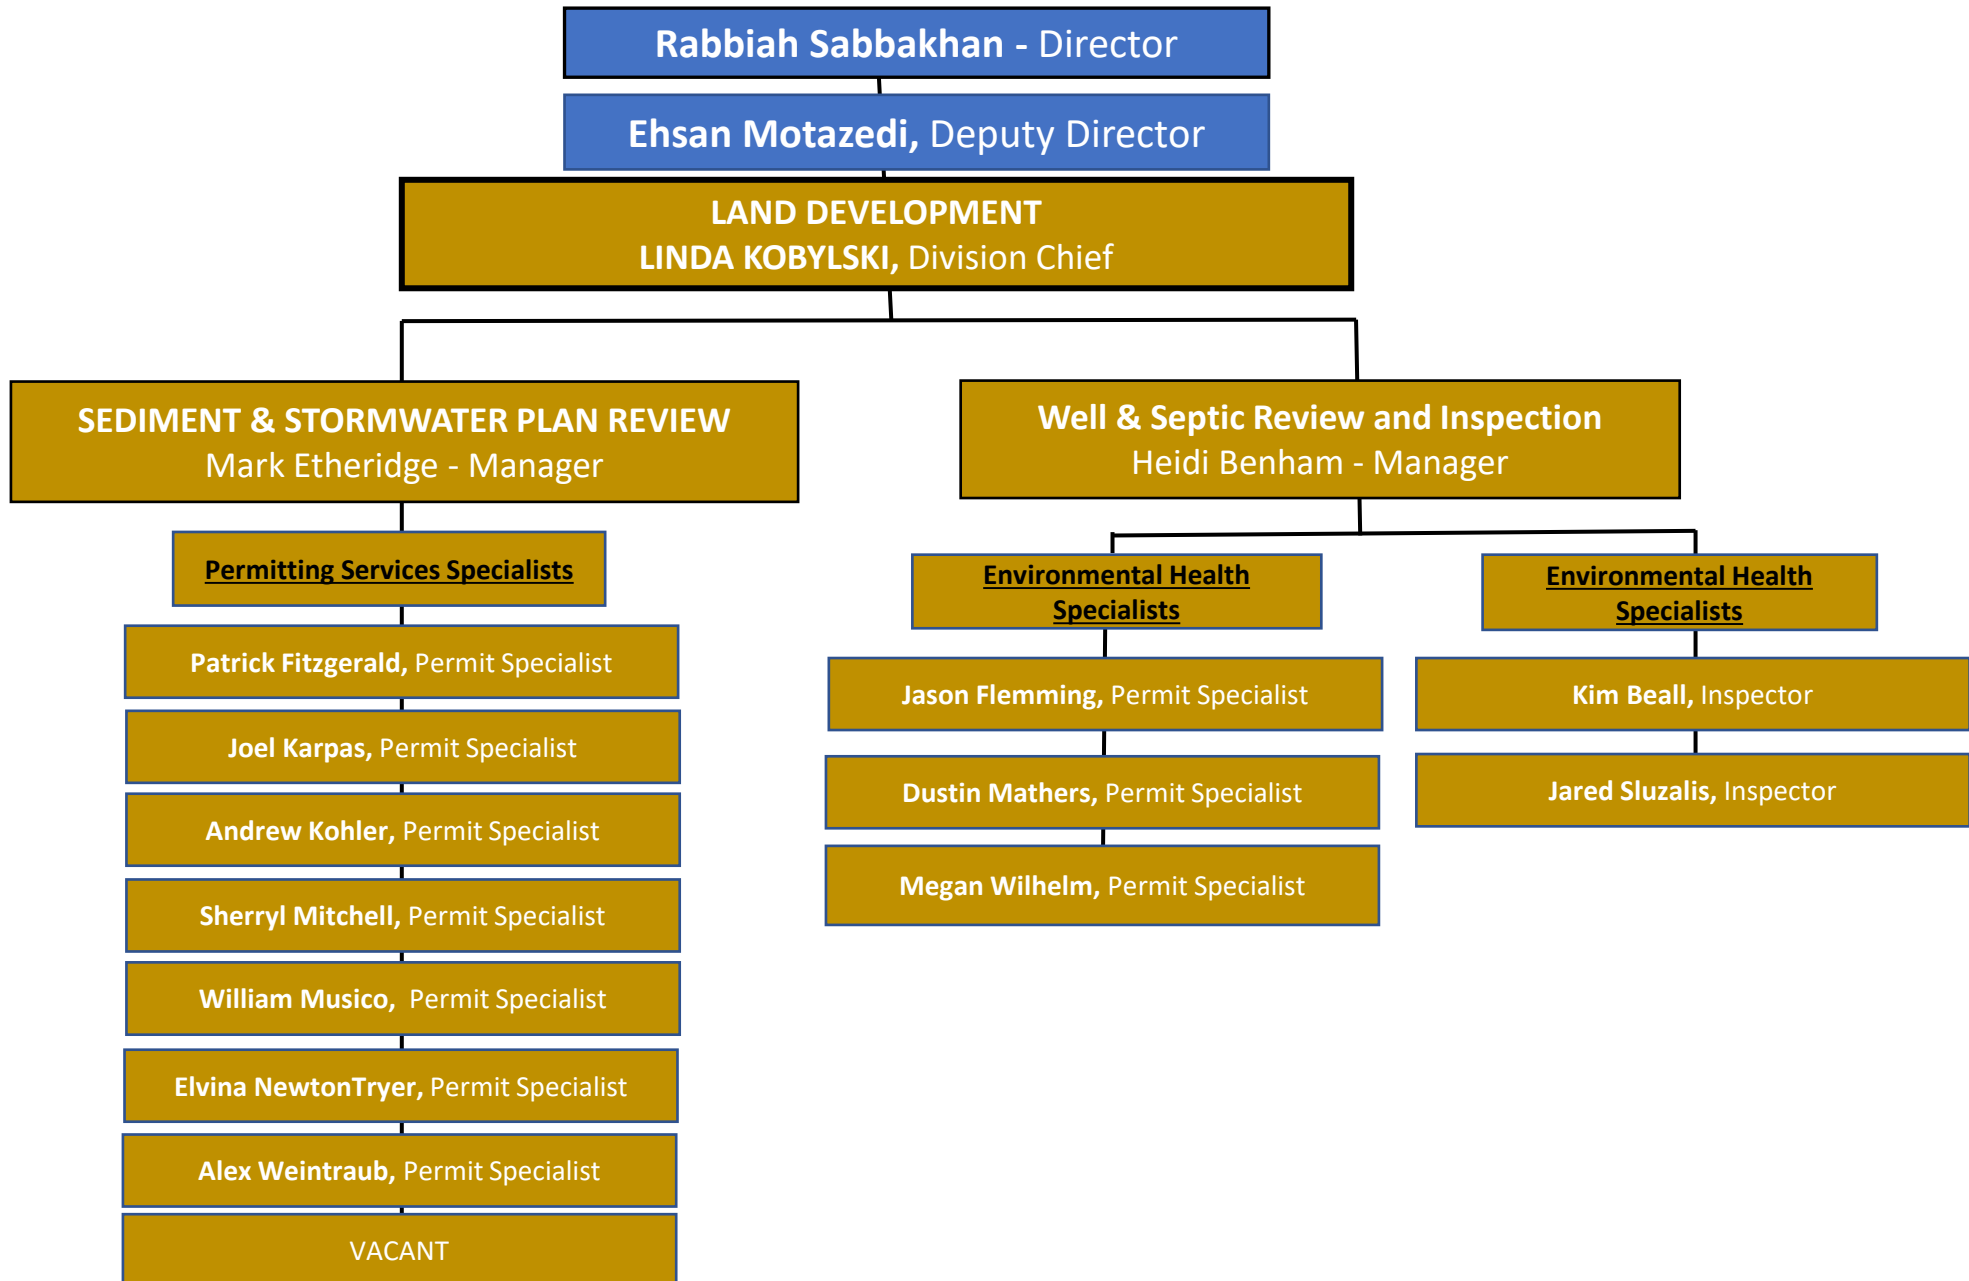 Rabbiah Sabbakhan - Director
Ehsan Motazedi, Deputy Director
LAND DEVELOPMENT
LINDA KOBYLSKI, Division Chief
SEDIMENT & STORMWATER PLAN REVIEW
Mark Etheridge - Manager
Permitting Services Specialists
Patrick Fitzgerald, Permit Specialist
Joel Karpas, Permit Specialist
Andrew Kohler, Permit Specialist
Sherryl Mitchell, Permit Specialist
William Musico, Permit Specialist
Elvina NewtonTryer, Permit Specialist
Alex Weintraub, Permit Specialist
VACANT
Well & Septic Review and Inspection
Heidi Benham - Manager
Environmental Health
Specialists
Jason Flemming, Permit Specialist
Dustin Mathers, Permit Specialist
Megan Wilhelm, Permit Specialist
Environmental Health
Specialists
Kim Beall, Inspector
Jared Sluzalis, Inspector